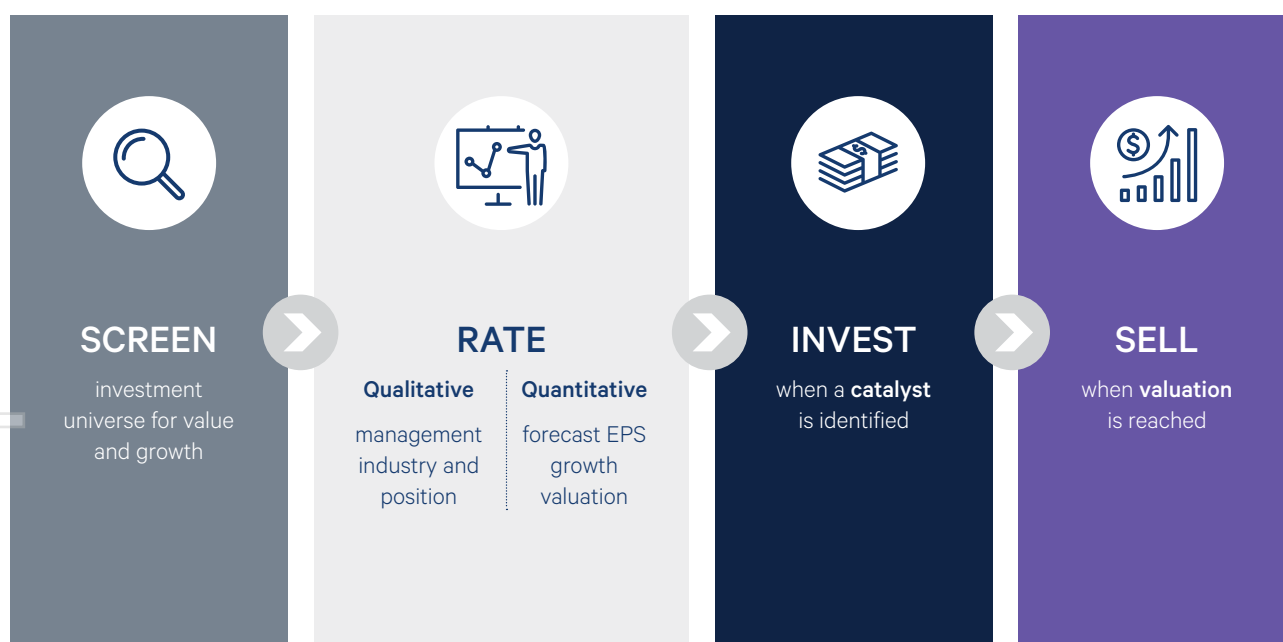 SCREEN
investment
universe for value
and growth
RATE
Qualitative
management
industry and
position
Quantitative
forecast EPS
growth
valuation
INVEST
when a catalyst
is identified
SELL
when valuation
is reached